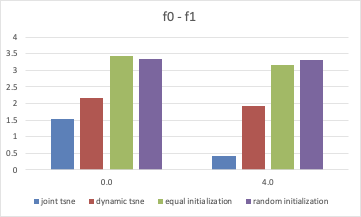 f0 - f1
4
3.5
3
2.5
2
1.5
1
0.5
0
0.0
4.0
joint tsne
dynamic tsne
equal initialization
random initialization